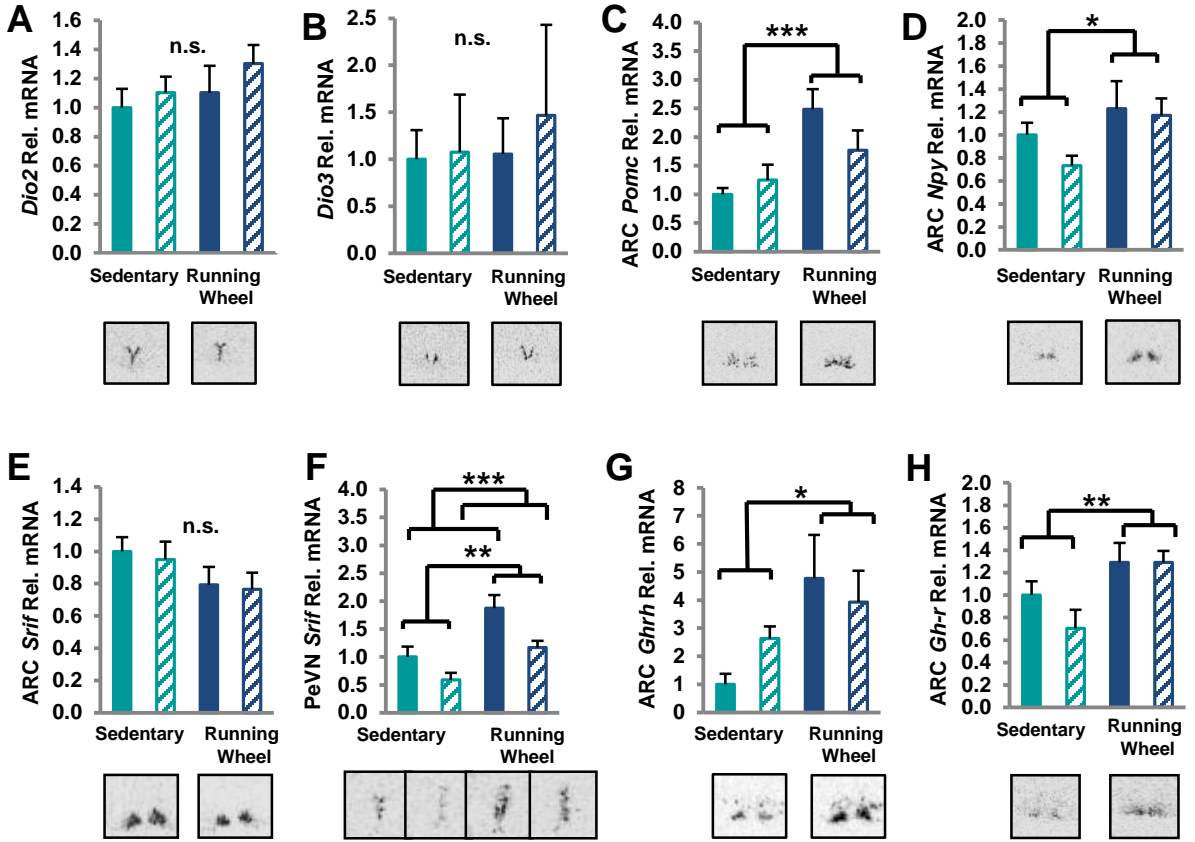 A
Dio2 Rel. mRNA
1.6
1.4
1.2
1.0
0.8
0.6
0.4
0.2
0.0
n.s.
Sedentary Running
Wheel
B
Dio3 Rel. mRNA
2.5
2.0
1.5
1.0
0.5
0.0
n.s.
Sedentary Running
Wheel
C
ARC Pomc Rel. mRNA
4.0
3.5
3.0
2.5
2.0
1.5
1.0
0.5
0.0
***
Sedentary Running
Wheel
D
ARC Npy Rel. mRNA
2.0
1.8
1.6
1.4
1.2
1.0
0.8
0.6
0.4
0.2
0.0
*
Sedentary Running
Wheel
E
ARC Srif Rel. mRNA
1.4
1.2
1.0
0.8
0.6
0.4
0.2
0.0
n.s.
Sedentary Running
Wheel
F
PeVN Srif Rel. mRNA
4.0
3.5
3.0
2.5
2.0
1.5
1.0
0.5
0.0
***
**
Sedentary Running
Wheel
G
ARC Ghrh Rel. mRNA
8
7
6
5
4
3
2
1
0
*
Sedentary Running
Wheel
H
ARC Gh-r Rel. mRNA
2.0
1.8
1.6
1.4
1.2
1.0
0.8
0.6
0.4
0.2
0.0
**
Sedentary Running
Wheel